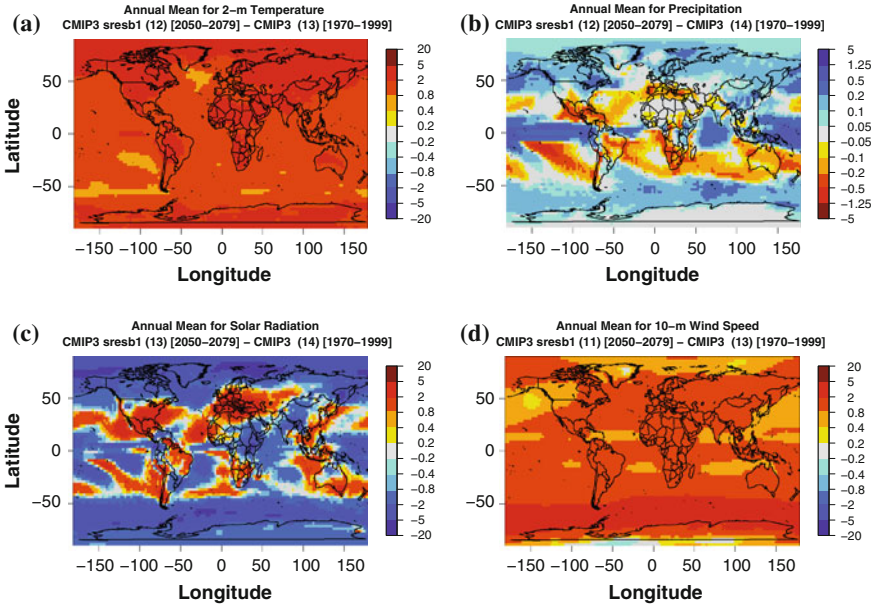 (a)
Annual Mean for 2−m Temperature
CMIP3 sresb1 (12) [2050−2079] − CMIP3 (13) [1970−1999]
Latitude
50
0
−50
−150 −100 −50 0 50 100 150
Longitude
20
5
2
0.8
0.4
0.2
−0.2
−0.4
−0.8
−2
−5
−20
(b)
Annual Mean for Precipitation
CMIP3 sresb1 (12) [2050−2079] − CMIP3 (14) [1970−1999]
50
0
−50
−150 −100 −50 0 50 100 150
Longitude
5
1.25
0.5
0.2
0.1
0.05
−0.05
−0.1
−0.2
−0.5
−1.25
−5
(c)
Annual Mean for Solar Radiation
CMIP3 sresb1 (13) [2050−2079] − CMIP3 (14) [1970−1999]
Latitude
50
0
−50
−150 −100 −50 0 50 100 150
Longitude
20
5
2
0.8
0.4
0.2
−0.2
−0.4
−0.8
−2
−5
−20
(d)
Annual Mean for 10−m Wind Speed
CMIP3 sresb1 (11) [2050−2079] − CMIP3 (13) [1970−1999]
50
0
−50
−150 −100 −50 0 50 100 150
Longitude
20
5
2
0.8
0.4
0.2
−0.2
−0.4
−0.8
−2
−5
−20